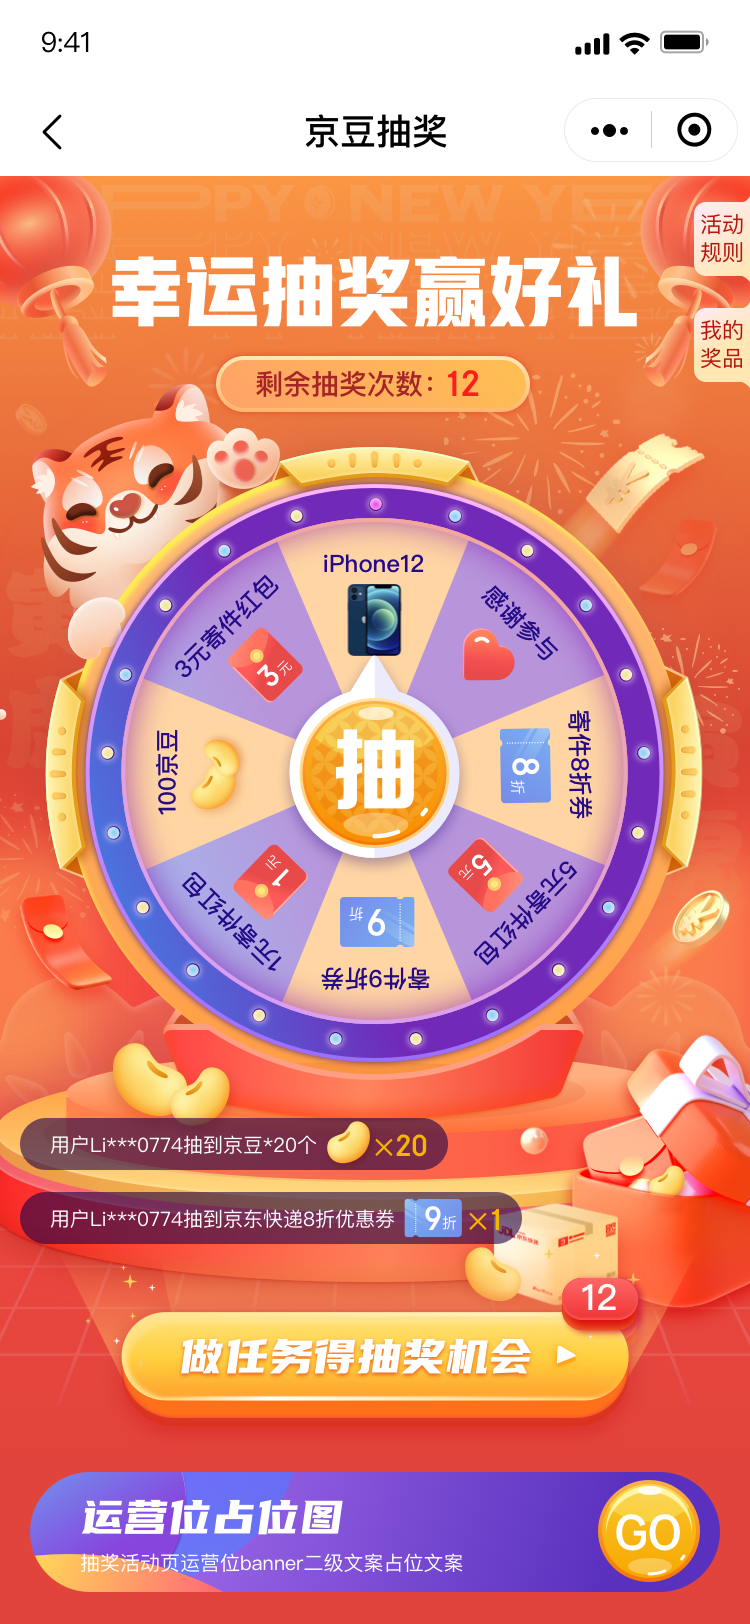 9:41
京豆抽奖
PPY NEW YE
活动
规则
幸运抽奖赢好礼
我的
奖品
剩余抽奖次数：12
iPhone12
感谢参与
寄件8折券
8
折
5元寄件红包
5
元
寄件9折券
9
折
1元寄件红包
1
元
100京豆
3元寄件红包
3
元
抽
用户Li***0774抽到京豆*20个 ×20
用户Li***0774抽到京东快递8折优惠券 9折 ×1
12
做任务得抽奖机会
运营位占位图
抽奖活动页运营位banner二级文案占位文案
GO